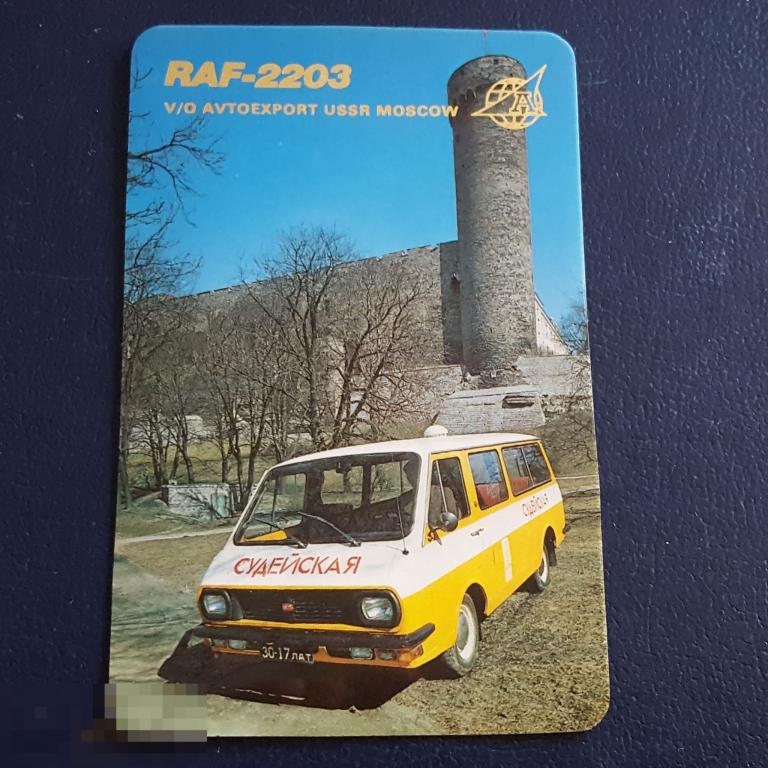 RAF-2203
V/O AVTOEXPORT USSR MOSCOW
A
СУДЕЙСКАЯ
СУДЕЙСКАЯ
30-17 ЛАТ